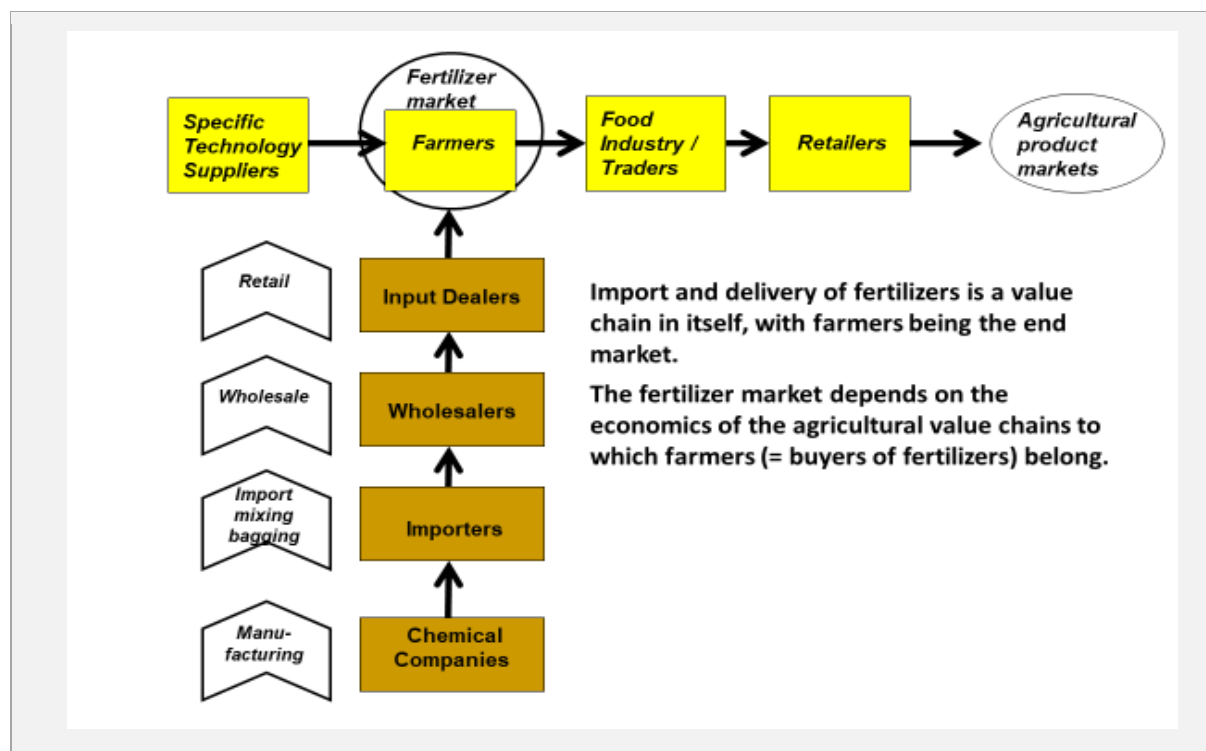 Fertilizer
market
Specific
Technology
Suppliers
Farmers
Food
Industry /
Traders
Retailers
Agricultural
product
markets
Retail
Input Dealers
Wholesale
Wholesalers
Import
mixing
bagging
Importers
Manu-
facturing
Chemical
Companies
Import and delivery of fertilizers is a value
chain in itself, with farmers being the end
market.
The fertilizer market depends on the
economics of the agricultural value chains to
which farmers (= buyers of fertilizers) belong.